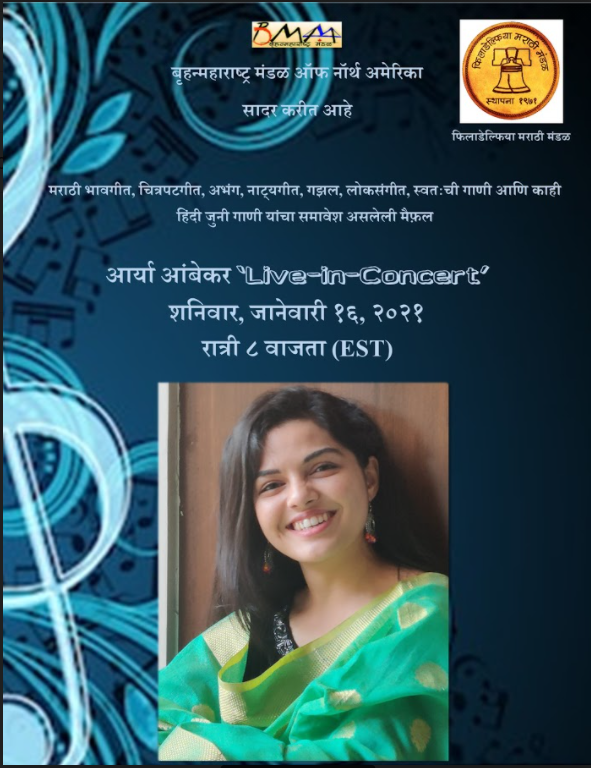 BMM
बृहन्महाराष्ट्र मंडळ
बृहन्महाराष्ट्र मंडळ ऑफ नॉर्थ अमेरिका
सादर करीत आहे
फिलाडेल्फिया मराठी मंडळ
स्थापना १९७१
फिलाडेल्फिया मराठी मंडळ
मराठी भावगीत, चित्रपटगीत, अभंग, नाट्यगीत, गझल, लोकसंगीत, स्वतःची गाणी आणि काही
हिंदी जुनी गाणी यांचा समावेश असलेली मैफ़ल
आर्या आंबेकर ‘Live-in-Concert’
शनिवार, जानेवारी १६, २०२१
रात्री ८ वाजता (EST)